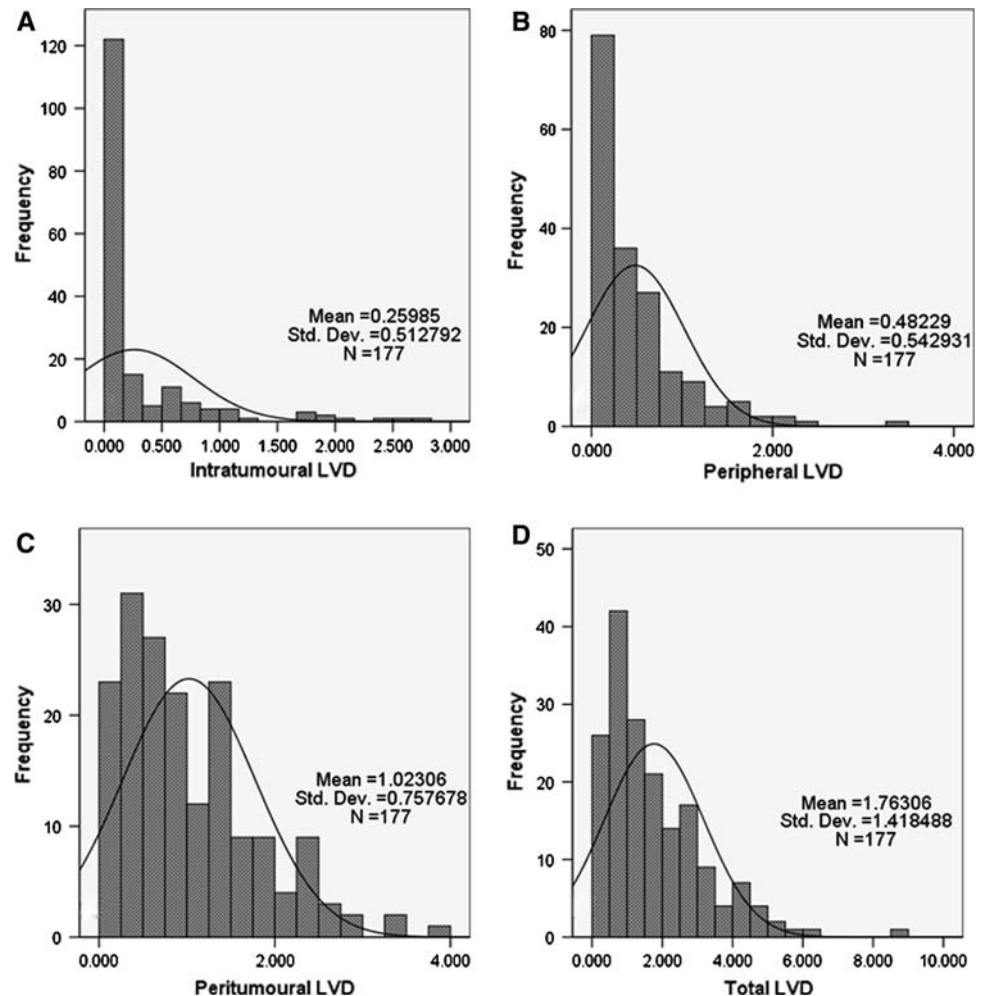 A
120
100
80
60
40
20
0
Frequency
Mean =0.25985
Std. Dev. =0.512792
N =177
0.000 0.500 1.000 1.500 2.000 2.500 3.000
Intratumoural LVD
B
80
60
40
20
0
Frequency
Mean =0.48229
Std. Dev. =0.542931
N =177
0.000 2.000 4.000
Peripheral LVD
C
30
20
10
0
Frequency
Mean =1.02306
Std. Dev. =0.757678
N =177
0.000 2.000 4.000
Peritumoural LVD
D
50
40
30
20
10
0
Frequency
Mean =1.76306
Std. Dev. =1.418488
N =177
0.000 2.000 4.000 6.000 8.000 10.000
Total LVD